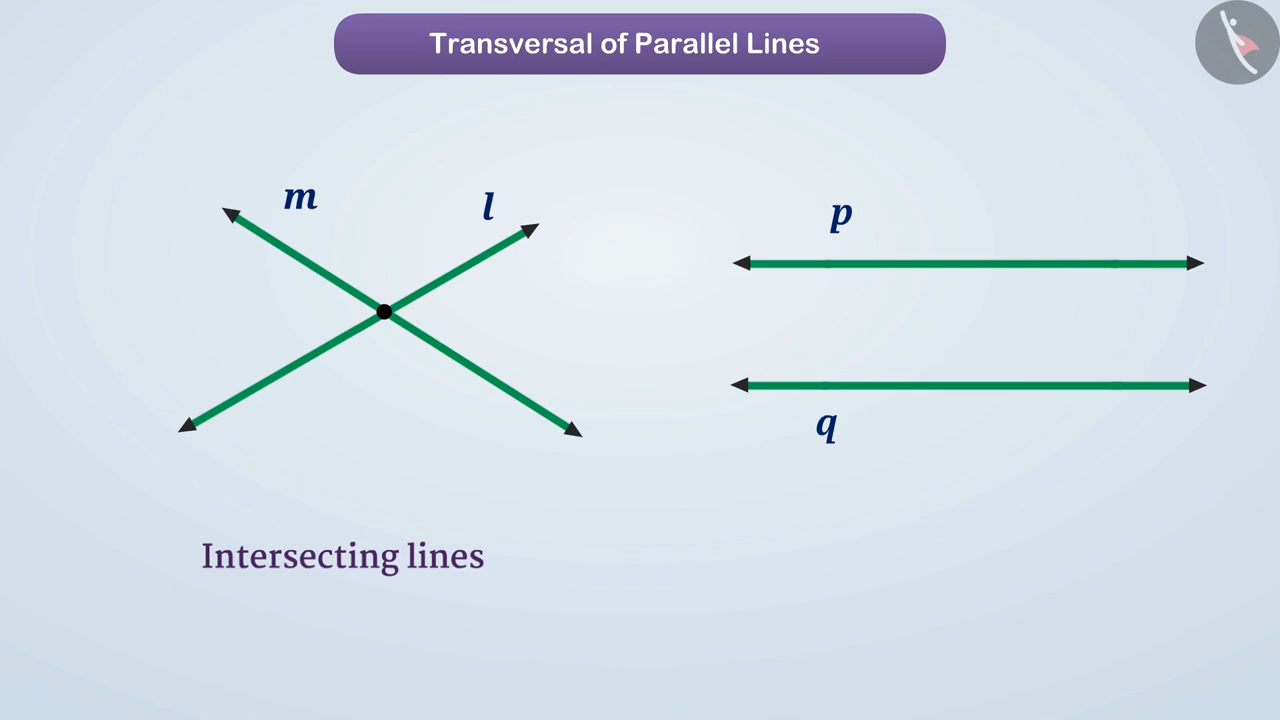 Transversal of Parallel Lines
m
l
p
q
Intersecting lines